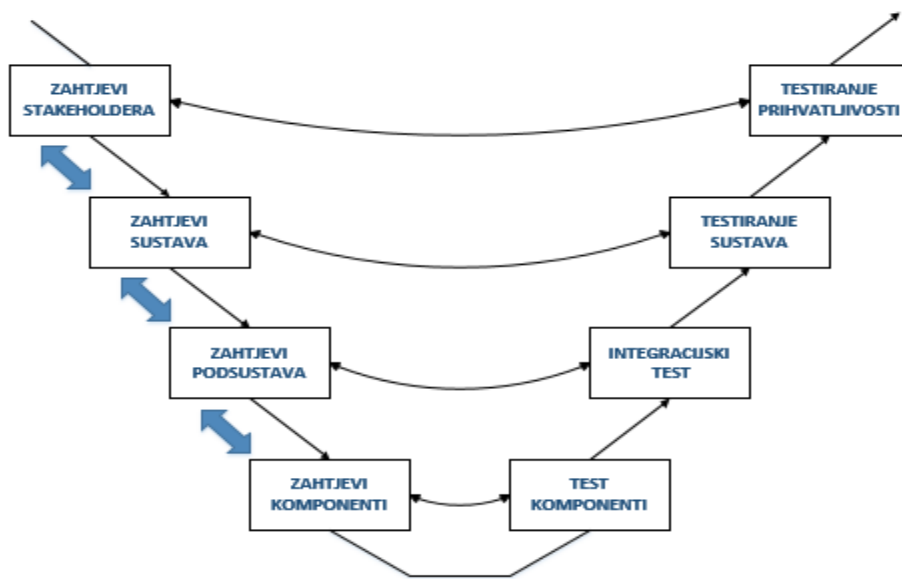 ZAHTJEVI
STAKEHOLDERA
TESTIRANJE
PRIHVATLJIVOSTI
ZAHTJEVI
SUSTAVA
TESTIRANJE
SUSTAVA
ZAHTJEVI
PODSUSTAVA
INTEGRACIJSKI
TEST
ZAHTJEVI
KOMPONENTI
TEST
KOMPONENTI